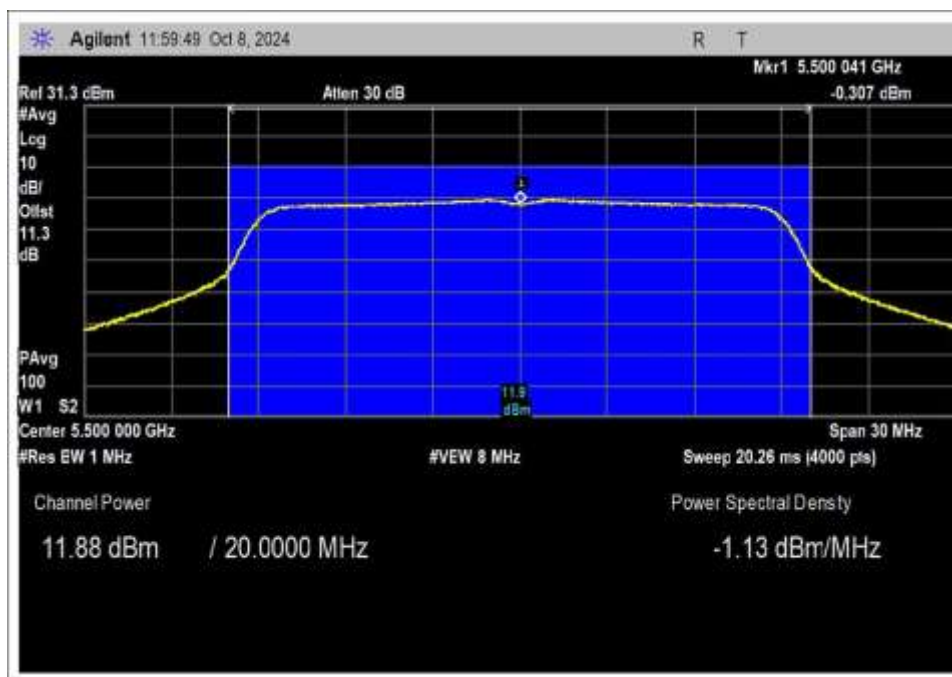 Agilent 11:59:49 Oct 8, 2024 R T
Mkr1 5.500 041 GHz
Ref 31.3 dBm Atten 30 dB -0.307 dBm
#Avg
Log
10
dB/
Offst
11.3
dB
1
PAvg
100
11.9
dBm
W1 S2
Center 5.500 000 GHz Span 30 MHz
#Res BW 1 MHz #VBW 8 MHz Sweep 20.26 ms (4000 pts)
Channel Power Power Spectral Density
11.88 dBm / 20.0000 MHz -1.13 dBm/MHz